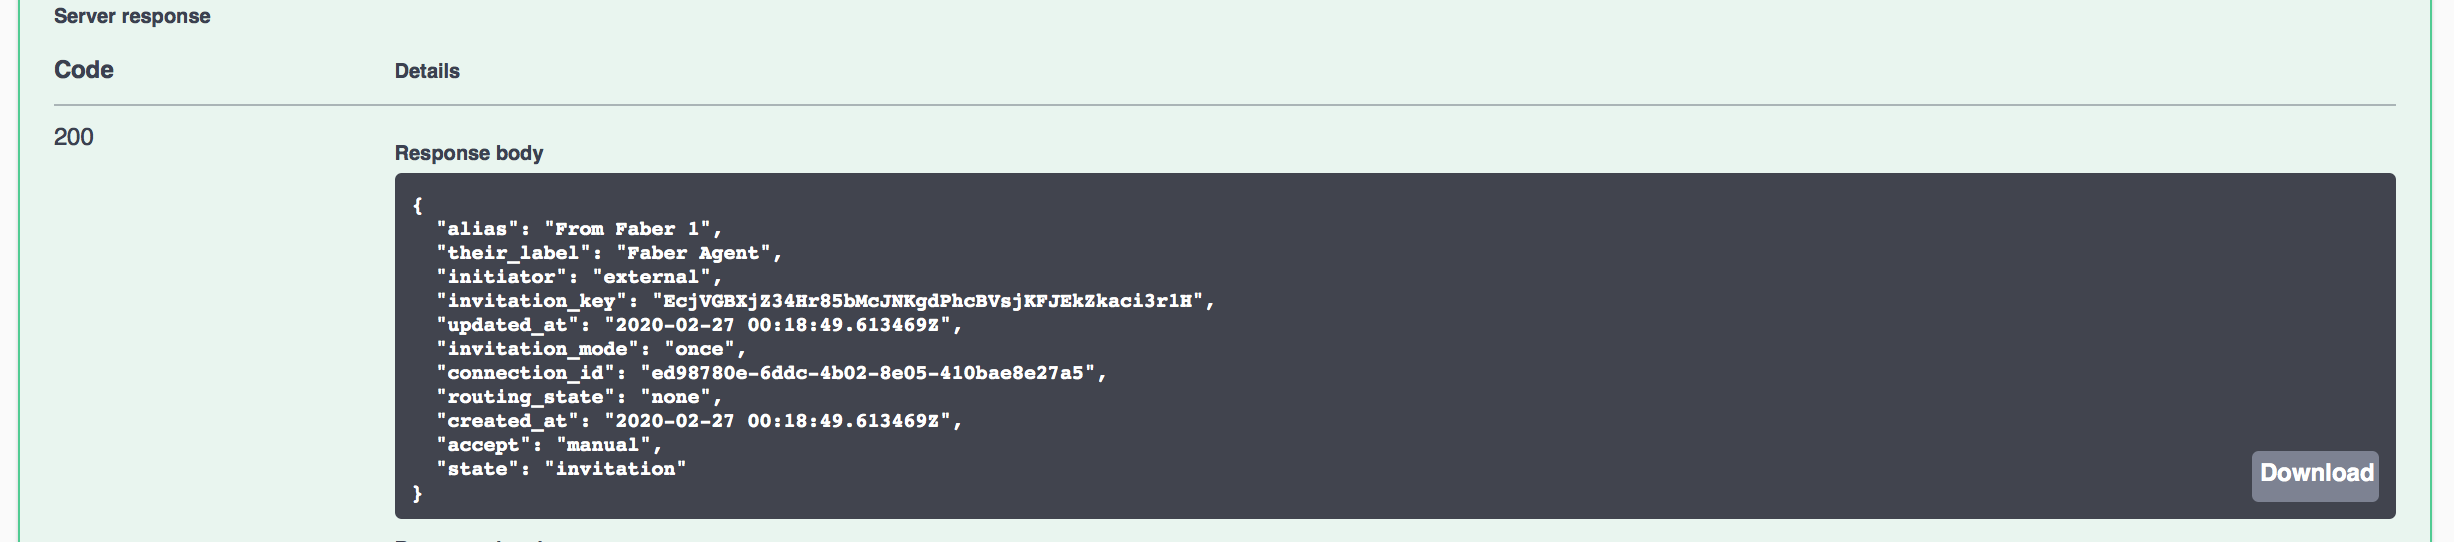 Server response
Code Details
200
Response body
{
"alias": "From Faber 1",
"their_label": "Faber Agent",
"initiator": "external",
"invitation_key": "EcjVGBXjZ34Hr85bMcJNKgdPhcBVsjKFJEkZkaci3r1H",
"updated_at": "2020-02-27 00:18:49.613469Z",
"invitation_mode": "once",
"connection_id": "ed98780e-6ddc-4b02-8e05-410bae8e27a5",
"routing_state": "none",
"created_at": "2020-02-27 00:18:49.613469Z",
"accept": "manual",
"state": "invitation"
}
Download